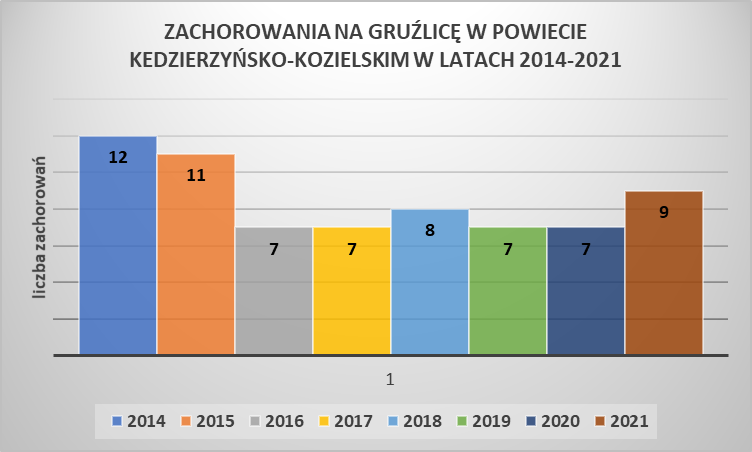 ZACHOROWANIA NA GRUŹLICĘ W POWIECIE
KEDZIERZYŃSKO-KOZIELSKIM W LATACH 2014-2021
liczba zachorowań
12
11
7
7
8
7
7
9
1
2014 2015 2016 2017 2018 2019 2020 2021